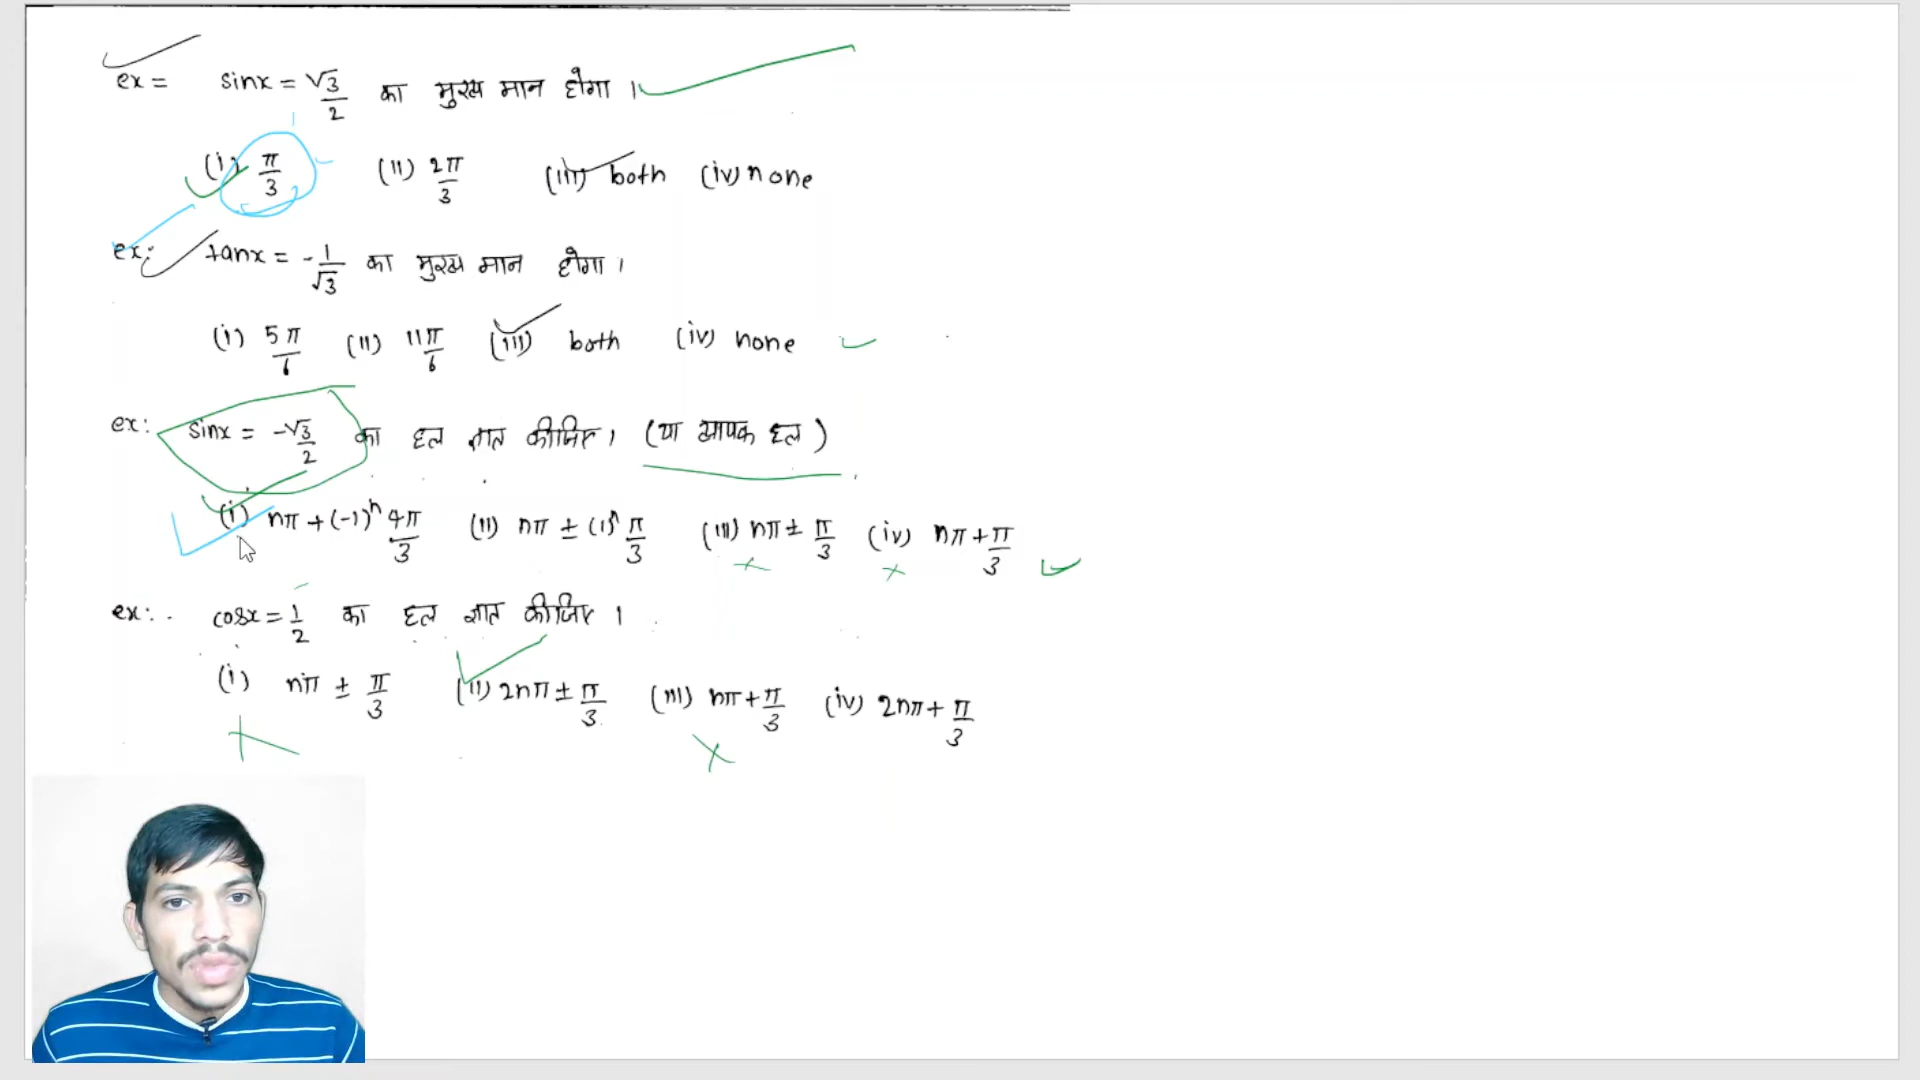 ex = sinx = √3/2 का मुख्य मान होगा ।
(i) π/3 (ii) 2π/3 (iii) both (iv) none
ex: tanx = -1/√3 का मुख्य मान होगा ।
(i) 5π/6 (ii) 11π/6 (iii) both (iv) none
ex: sinx = -√3/2 का हल ज्ञात कीजिए । (या व्यापक हल)
(i) nπ + (-1)ⁿ 4π/3 (ii) nπ ± (1)ⁿ π/3 (iii) nπ ± π/3 (iv) nπ + π/3
ex: cosx = 1/2 का हल ज्ञात कीजिए ।
(i) nπ ± π/3 (ii) 2nπ ± π/3 (iii) nπ + π/3 (iv) 2nπ + π/3